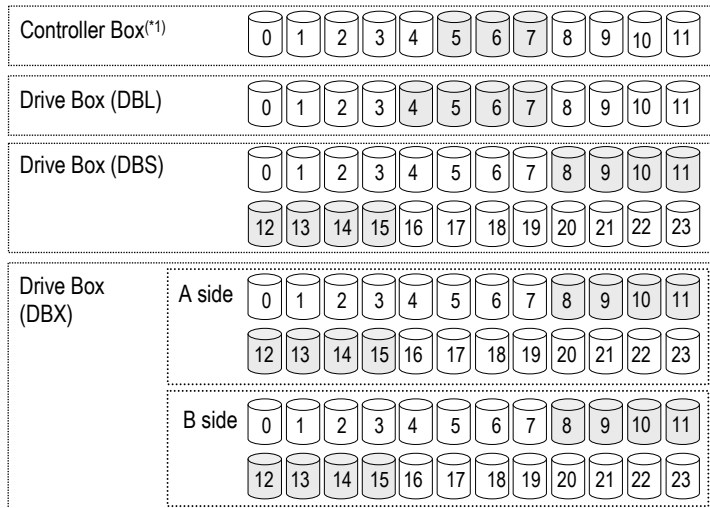 Controller Box(*1) 0 1 2 3 4 5 6 7 8 9 10 11
Drive Box (DBL) 0 1 2 3 4 5 6 7 8 9 10 11
Drive Box (DBS) 0 1 2 3 4 5 6 7 8 9 10 11
12 13 14 15 16 17 18 19 20 21 22 23
Drive Box
(DBX)
A side 0 1 2 3 4 5 6 7 8 9 10 11
12 13 14 15 16 17 18 19 20 21 22 23
B side 0 1 2 3 4 5 6 7 8 9 10 11
12 13 14 15 16 17 18 19 20 21 22 23